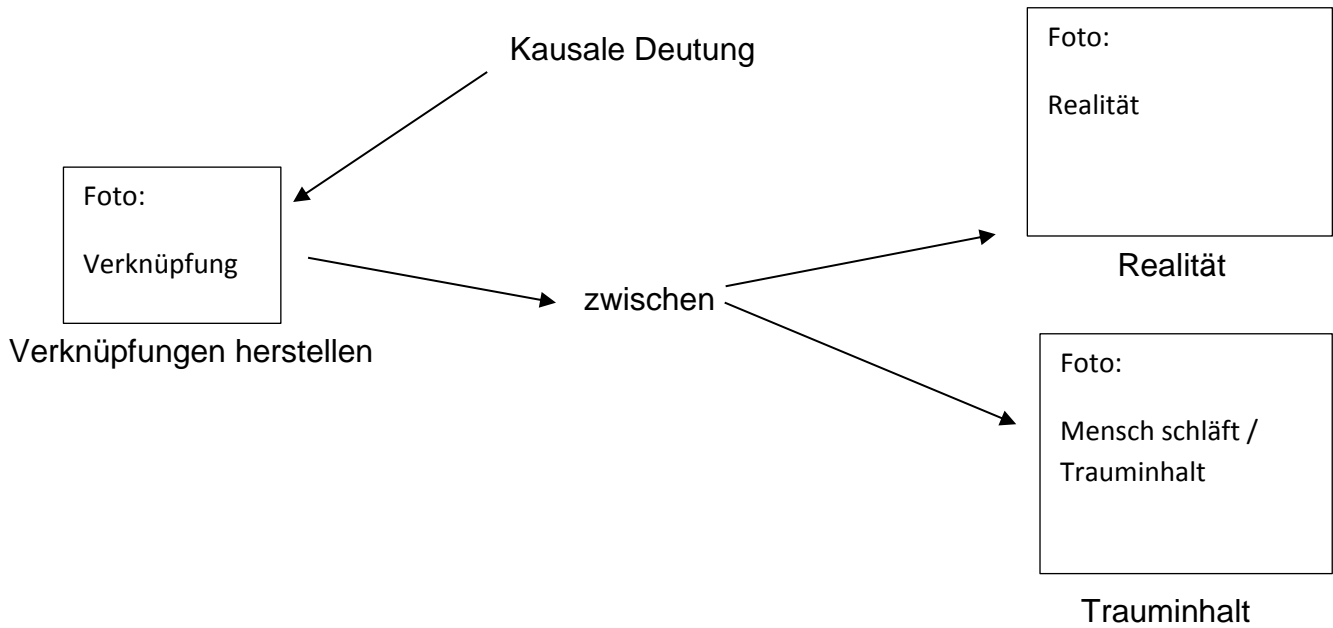 Kausale Deutung
Foto:
Realität
Realität
Foto:
Verknüpfung
Verknüpfungen herstellen
zwischen
Foto:
Mensch schläft /
Trauminhalt
Trauminhalt